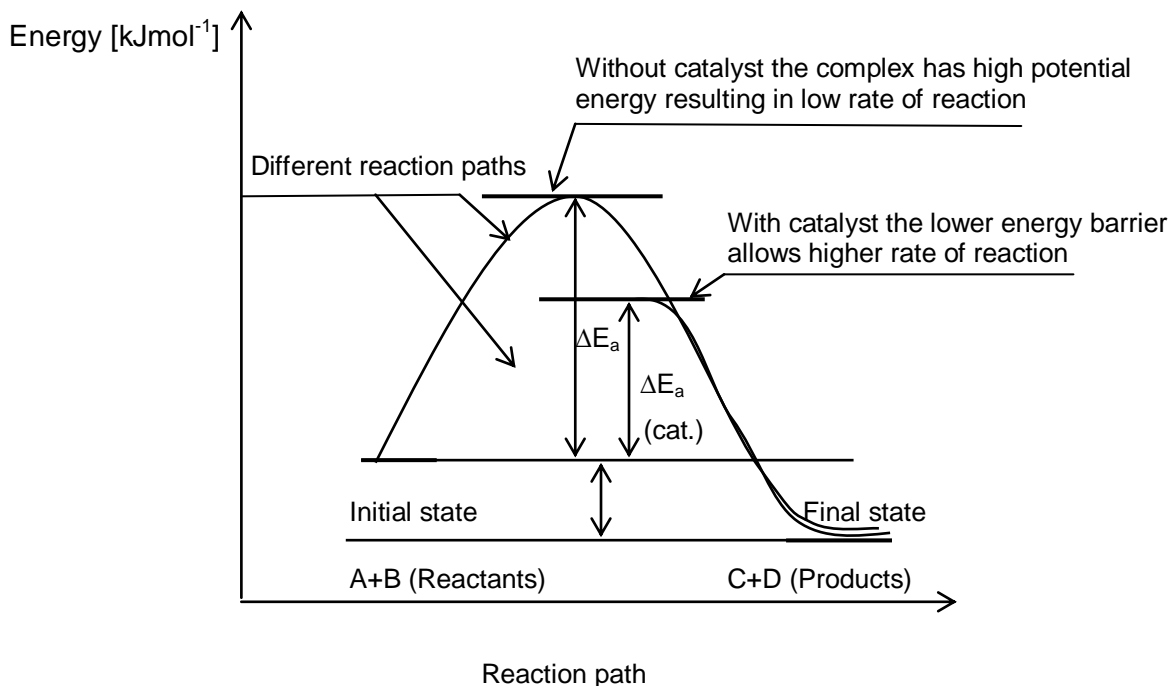 Energy [kJmol⁻¹]
Without catalyst the complex has high potential
energy resulting in low rate of reaction
Different reaction paths
With catalyst the lower energy barrier
allows higher rate of reaction
ΔEₐ
ΔEₐ
(cat.)
Initial state
Final state
A+B (Reactants)
C+D (Products)
Reaction path